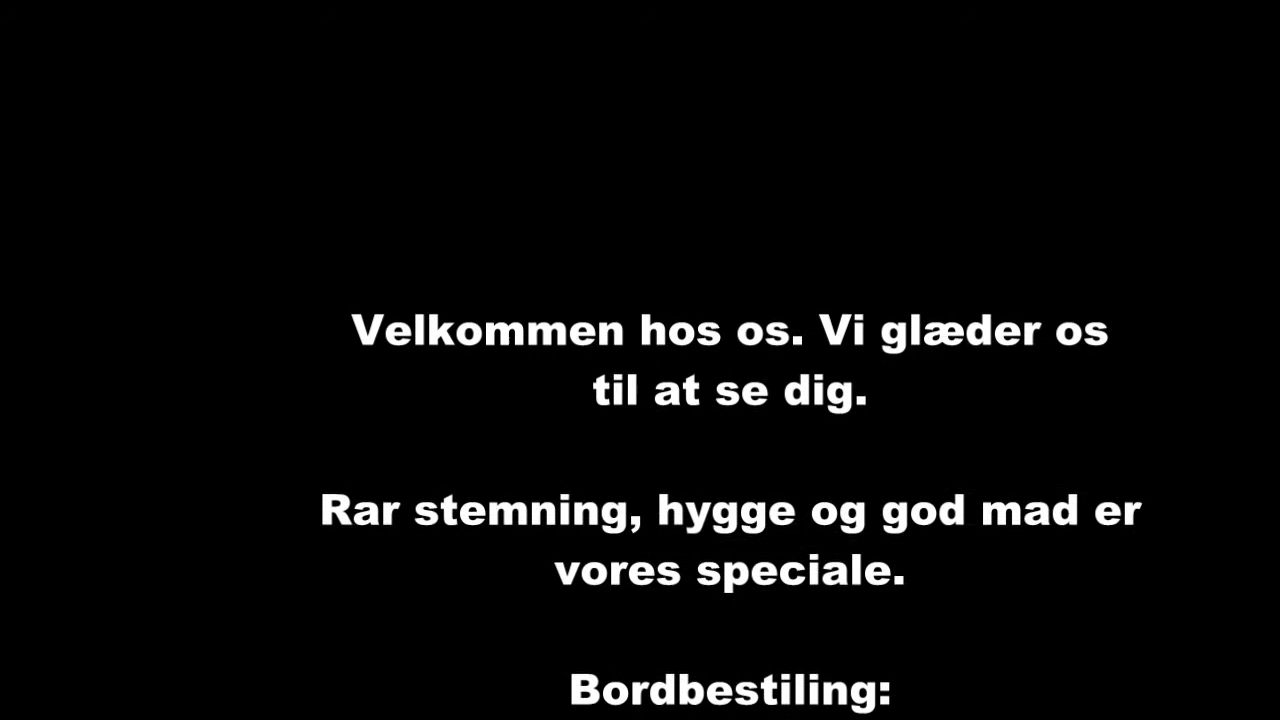 Velkommen hos os. Vi glæder os
til at se dig.
Rar stemning, hygge og god mad er
vores speciale.
Bordbestiling: